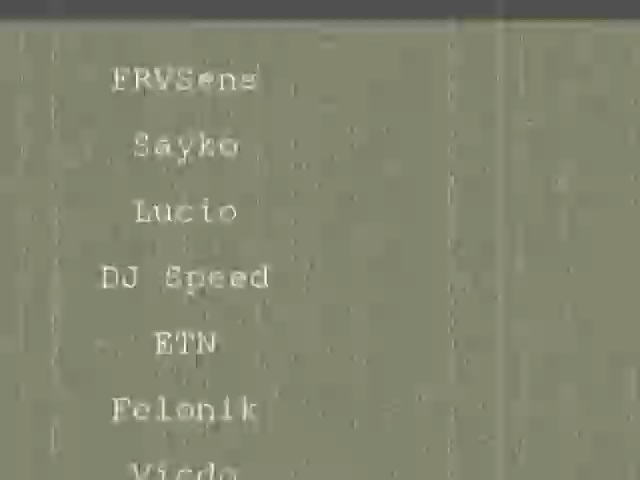 FRVSens
Sayko
Lucio
DJ Speed
ETN
Felonik